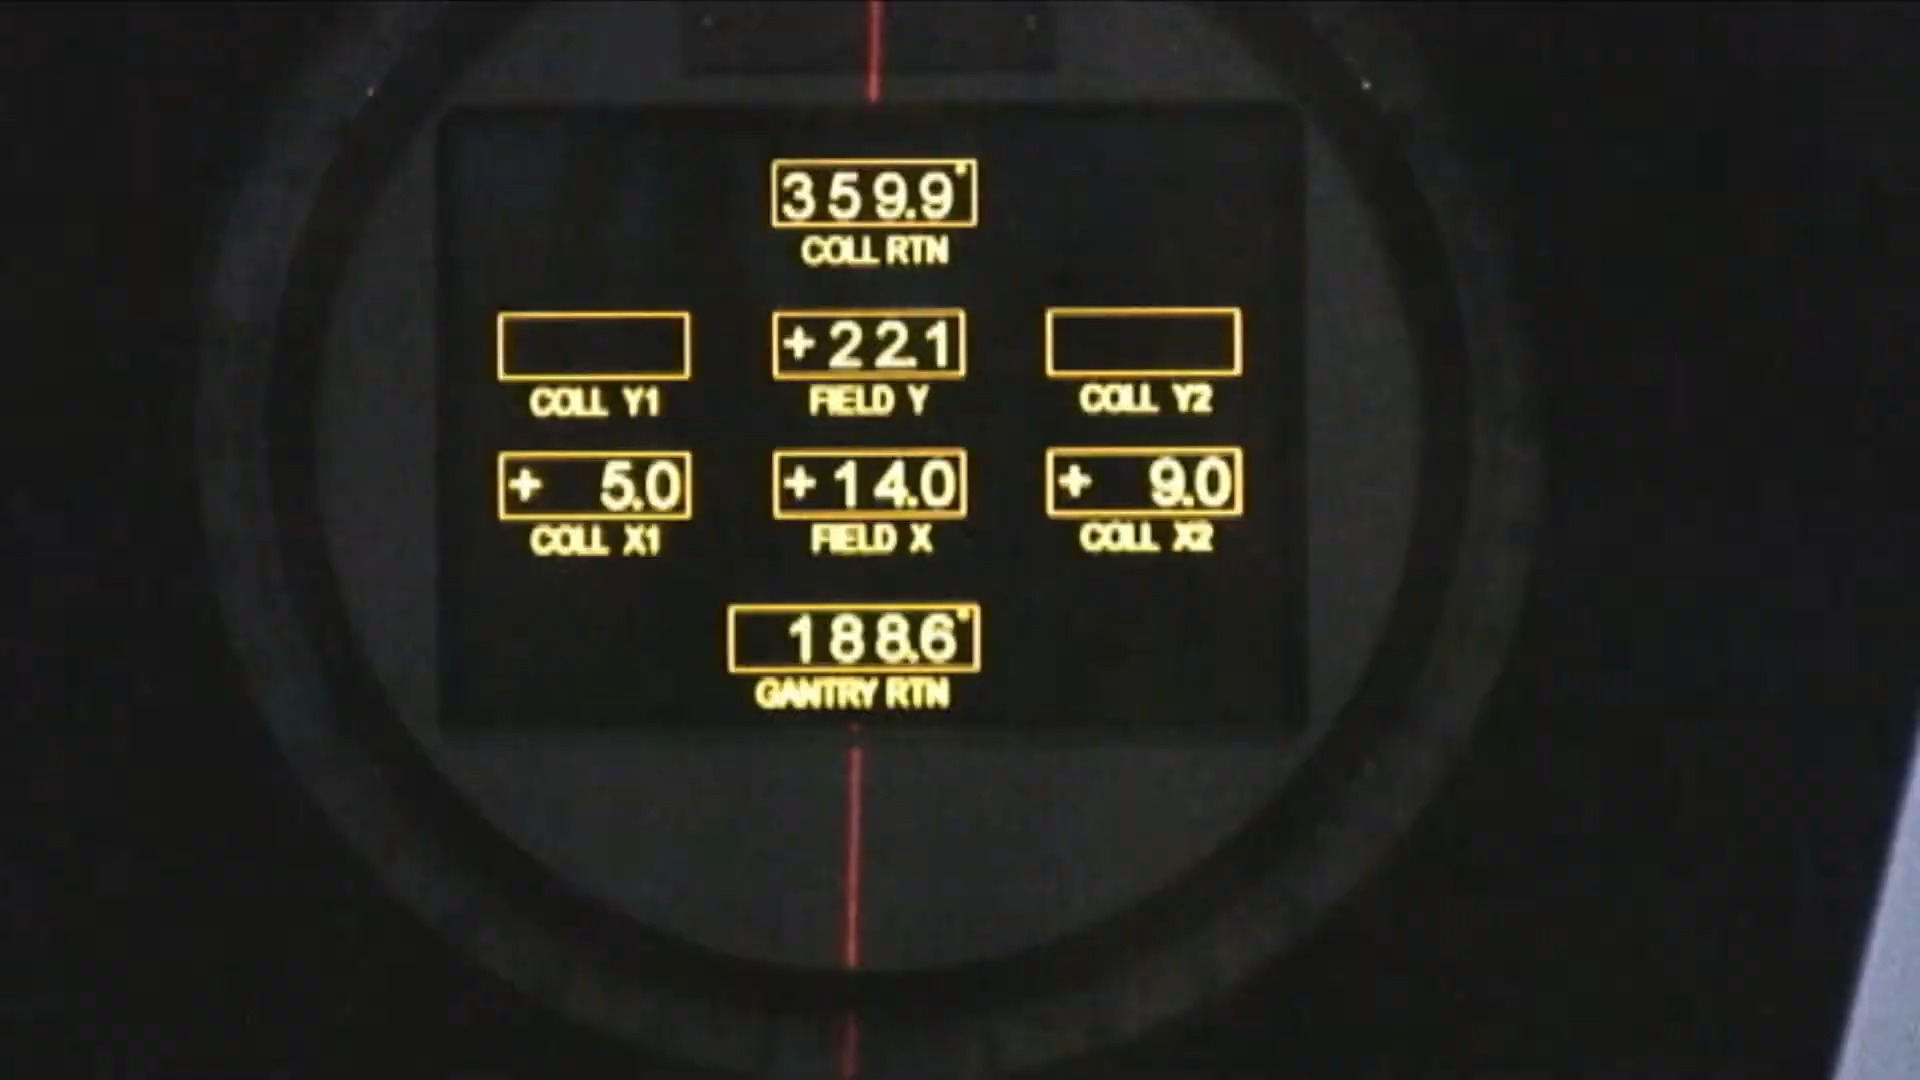 359.9°
COLL RTN
+22.1
COLL Y1 FIELD Y COLL Y2
+ 5.0 +14.0 + 9.0
COLL X1 FIELD X COLL X2
188.6°
GANTRY RTN